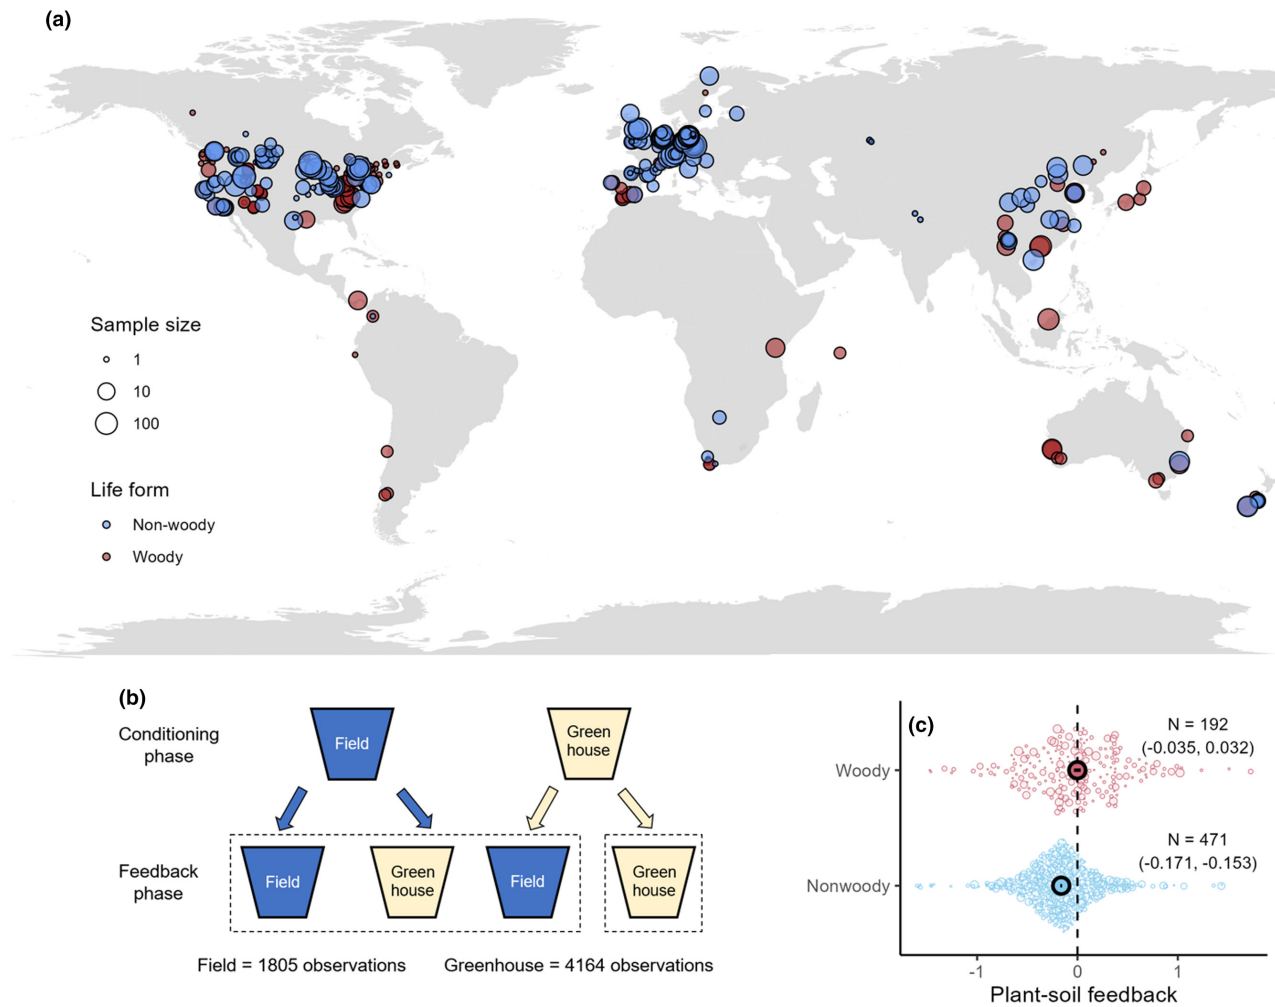 (a)
Sample size
1
10
100
Life form
Non-woody
Woody
(b)
Conditioning
phase
Field
Green
house
Feedback
phase
Field
Green
house
Field
Green
house
Field = 1805 observations
Greenhouse = 4164 observations
(c)
N = 192
(-0.035, 0.032)
Woody
N = 471
(-0.171, -0.153)
Nonwoody
-1
0
1
Plant-soil feedback